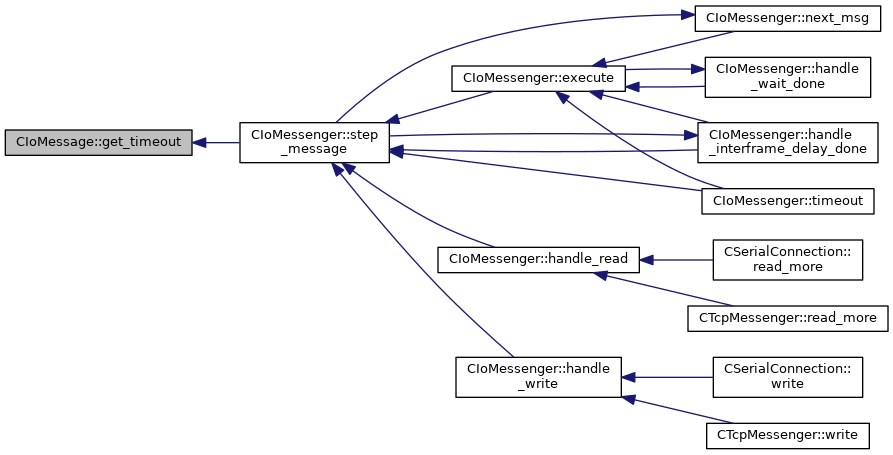 CIoMessage::get_timeout
CIoMessenger::step
_message
CIoMessenger::next_msg
CIoMessenger::execute
CIoMessenger::handle
_wait_done
CIoMessenger::handle
_interframe_delay_done
CIoMessenger::timeout
CIoMessenger::handle_read
CSerialConnection::
read_more
CTcpMessenger::read_more
CIoMessenger::handle
_write
CSerialConnection::
write
CTcpMessenger::write